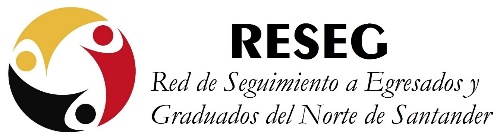 RESEG
Red de Seguimiento a Egresados y
Graduados del Norte de Santander